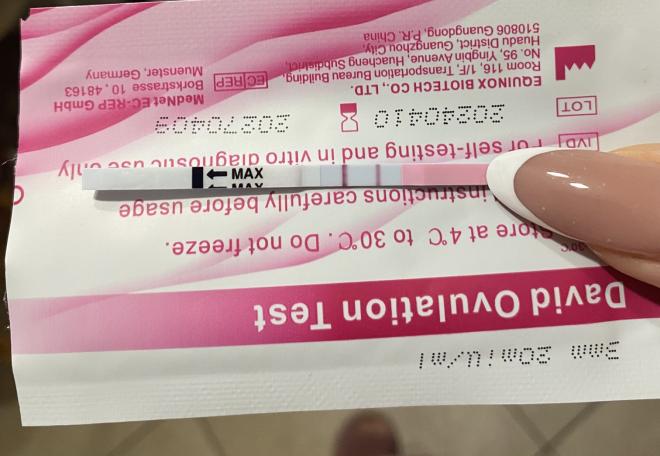 3mm 20miu/ml
David Ovulation Test
30℃
Store at 4℃ to 30℃. Do not freeze.
instructions carefully before usage
IVD For self-testing and in vitro diagnostic use only
LOT 20240410 20270409
EQUINOX BIOTECH CO., LTD.
Room 116, 1/F, Transportation Bureau Building,
No. 95, Yingbin Avenue, Huacheng Subdistrict,
Huadu District, Guangzhou City,
510806 Guangdong, P.R. China
EC REP
MedNet EC-REP GmbH
Borkstrasse 10, 48163
Muenster, Germany
MAX
MAX